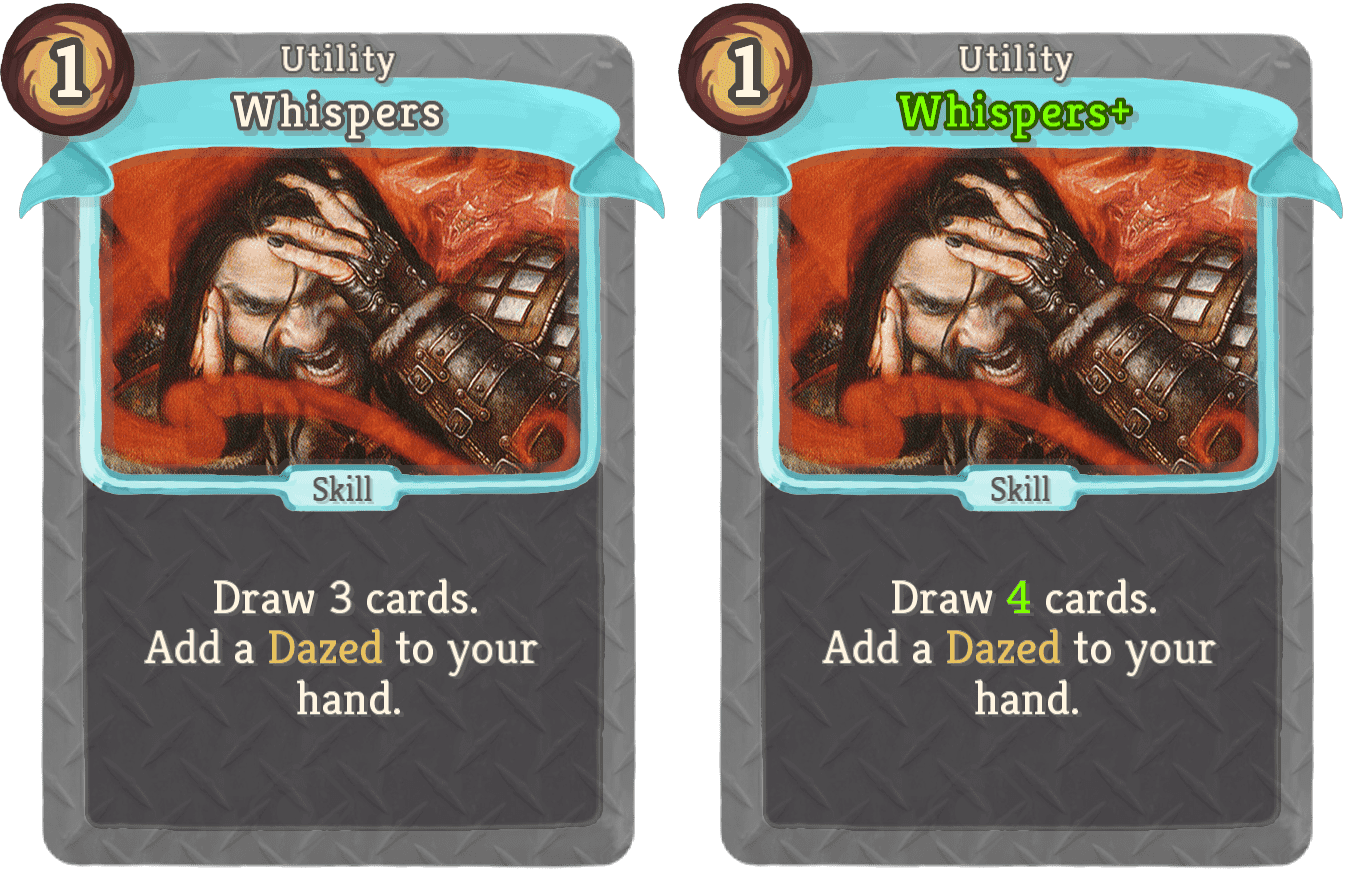 1
Utility
Whispers
Skill
Draw 3 cards.
Add a Dazed to your
hand.
1
Utility
Whispers+
Skill
Draw 4 cards.
Add a Dazed to your
hand.